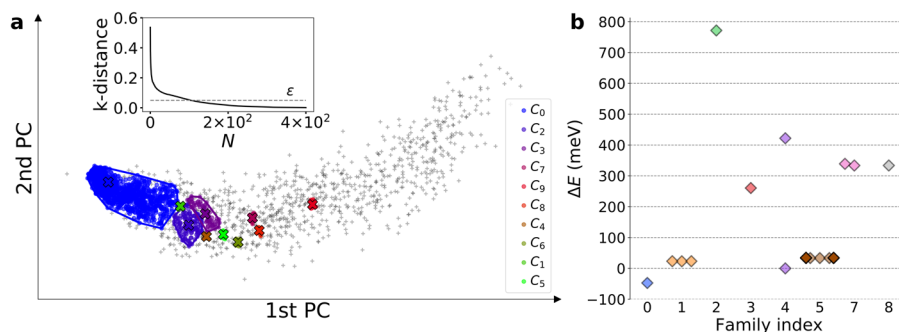 a
0.6
0.4
0.2
0.0
k-distance
ε
0
2×10²
4×10²
N
2nd PC
1st PC
C₀
C₂
C₃
C₇
C₉
C₈
C₄
C₆
C₁
C₅
b
800
700
600
500
400
300
200
100
0
−100
ΔE (meV)
0 1 2 3 4 5 6 7 8
Family index